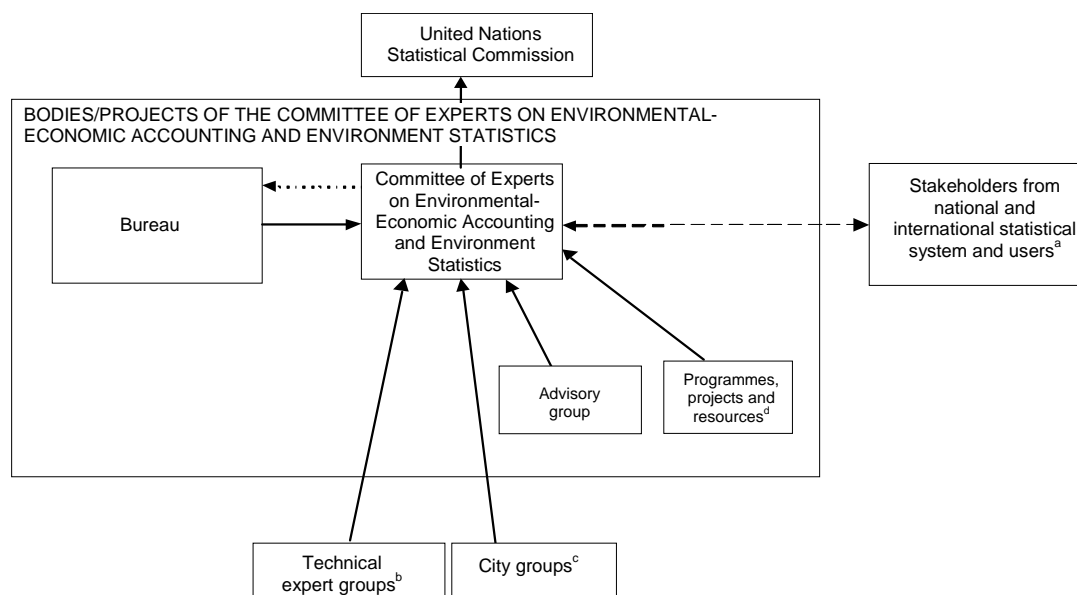 United Nations
Statistical Commission
BODIES/PROJECTS OF THE COMMITTEE OF EXPERTS ON ENVIRONMENTAL-
ECONOMIC ACCOUNTING AND ENVIRONMENT STATISTICS
Bureau
Committee of Experts
on Environmental-
Economic Accounting
and Environment
Statistics
Stakeholders from
national and
international statistical
system and users^a
Advisory
group
Programmes,
projects and
resources^d
Technical
expert groups^b
City groups^c